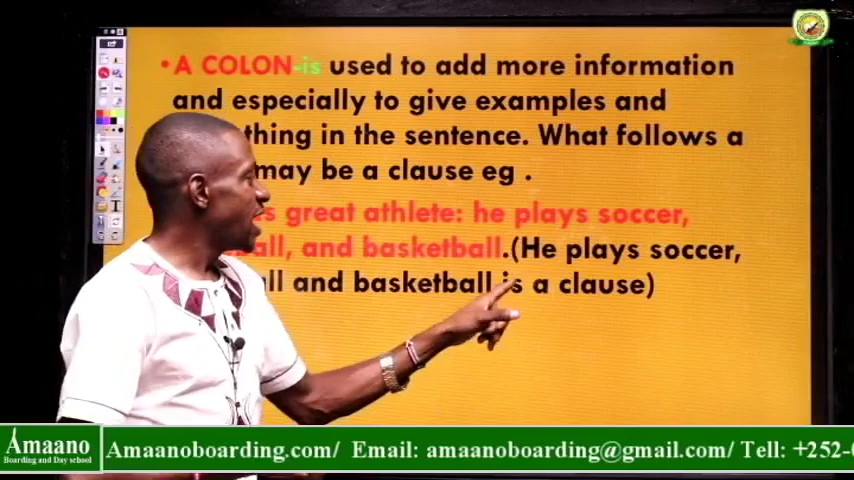 • A COLON-is used to add more information
and especially to give examples and
thing in the sentence. What follows a
may be a clause eg .
s great athlete: he plays soccer,
ball, and basketball.(He plays soccer,
ll and basketball is a clause)
Amaano
Boarding and Day school
Amaanoboarding.com/ Email: amaanoboarding@gmail.com/ Tell: +252-